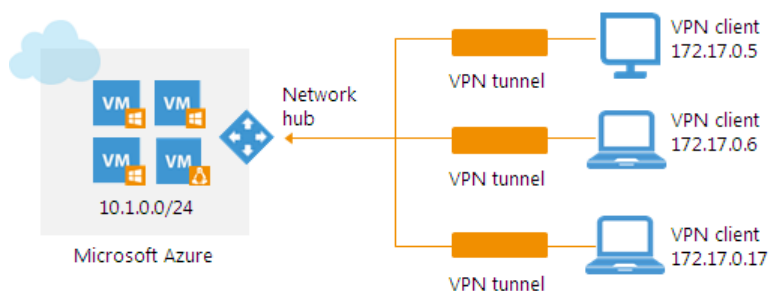 VM
VM
VM
VM
10.1.0.0/24
Microsoft Azure
Network
hub
VPN tunnel
VPN client
172.17.0.5
VPN tunnel
VPN client
172.17.0.6
VPN tunnel
VPN client
172.17.0.17